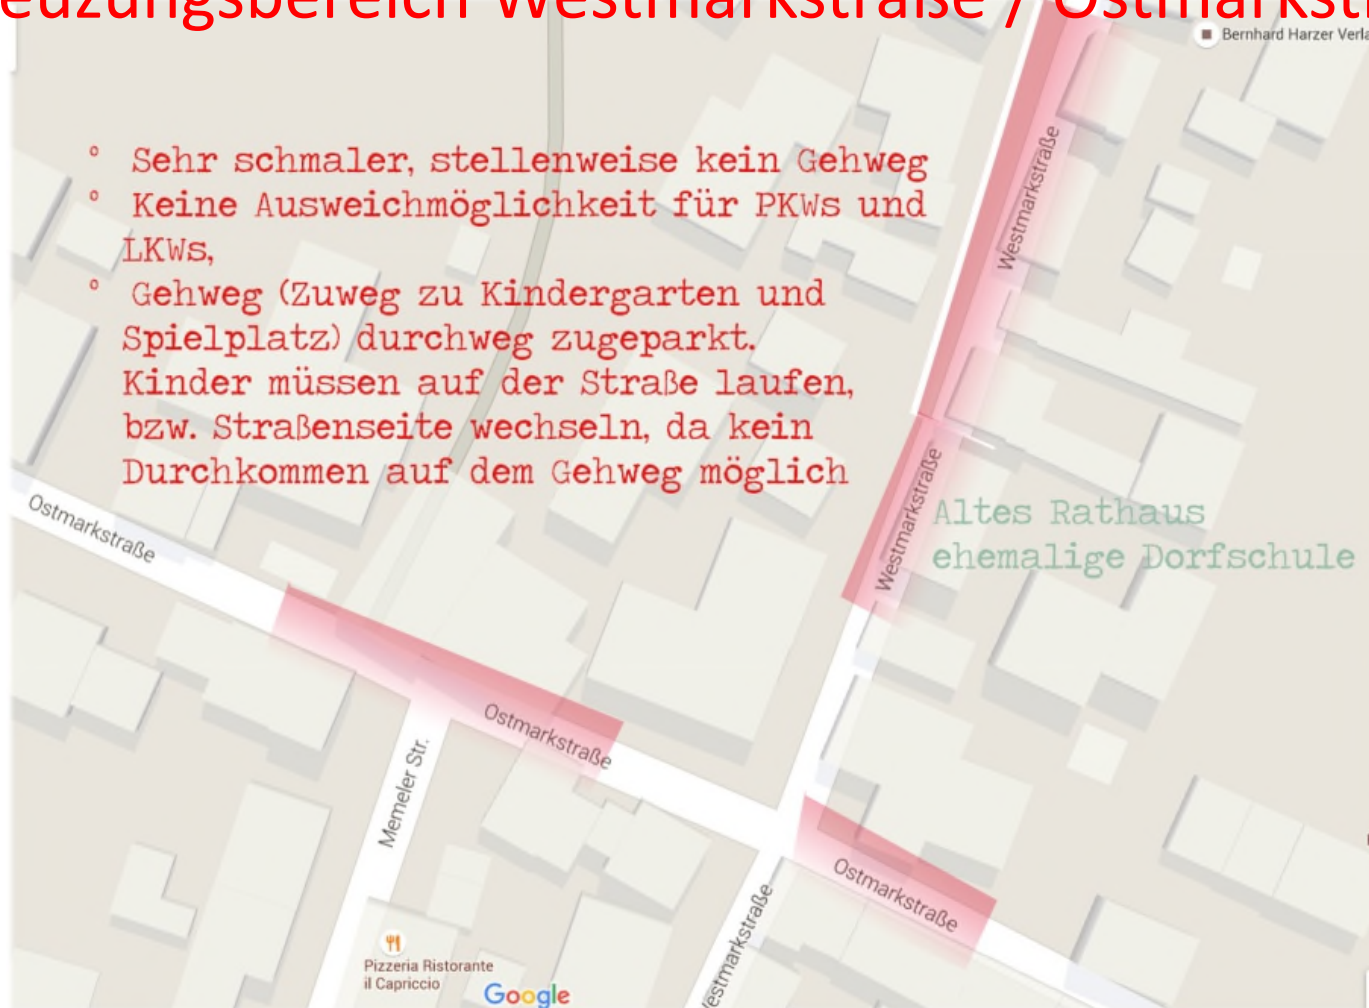 euzungsbereich Westmarkstraße / Ostmarkst
Bernhard Harzer Verla
° Sehr schmaler, stellenweise kein Gehweg
° Keine Ausweichmöglichkeit für PKWs und
LKWs,
° Gehweg (Zuweg zu Kindergarten und
Spielplatz) durchweg zugeparkt.
Kinder müssen auf der Straße laufen,
bzw. Straßenseite wechseln, da kein
Durchkommen auf dem Gehweg möglich
Westmarkstraße
Westmarkstraße
Altes Rathaus
ehemalige Dorfschule
Ostmarkstraße
Ostmarkstraße
Memeler Str.
Ostmarkstraße
estmarkstraße
Pizzeria Ristorante
il Capriccio
Google